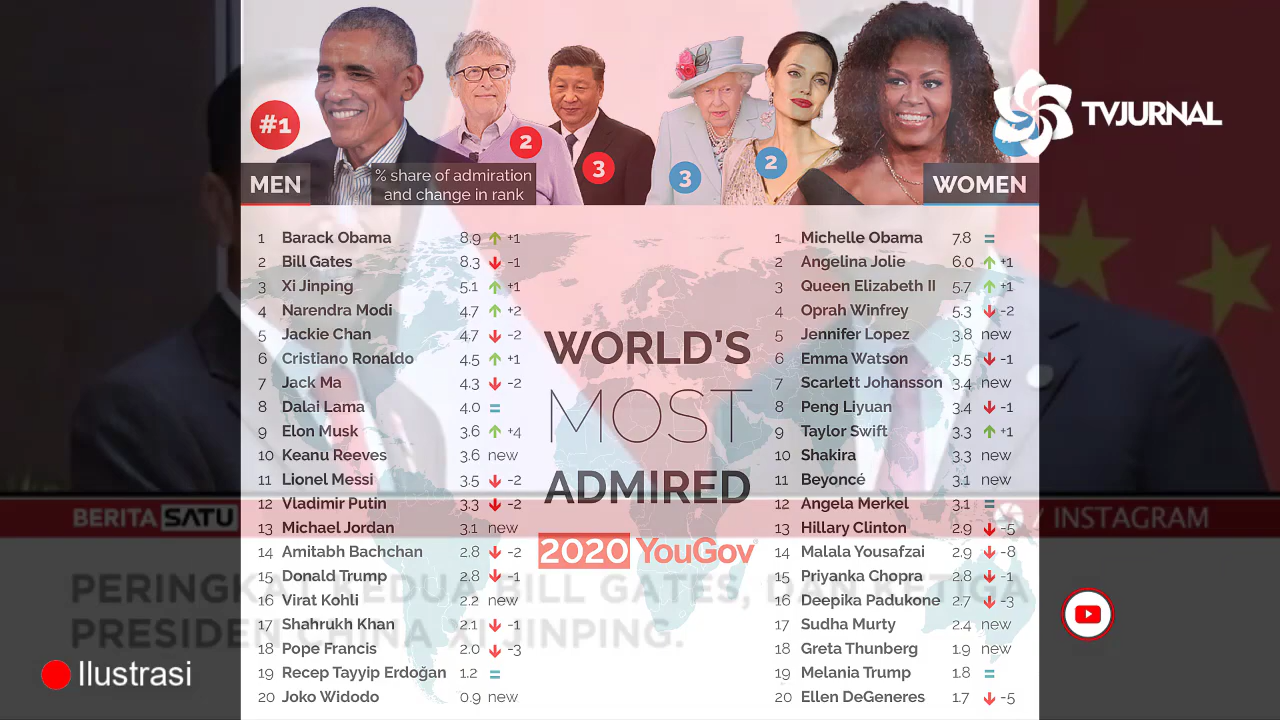 #1
2
3
3
2
TVJURNAL
MEN
% share of admiration
and change in rank
WOMEN
1 Barack Obama 8.9 +1
2 Bill Gates 8.3 -1
3 Xi Jinping 5.1 +1
4 Narendra Modi 4.7 +2
5 Jackie Chan 4.7 -2
6 Cristiano Ronaldo 4.5 +1
7 Jack Ma 4.3 -2
8 Dalai Lama 4.0 =
9 Elon Musk 3.6 +4
10 Keanu Reeves 3.6 new
11 Lionel Messi 3.5 -2
12 Vladimir Putin 3.3 -2
13 Michael Jordan 3.1 new
14 Amitabh Bachchan 2.8 -2
15 Donald Trump 2.8 -1
16 Virat Kohli 2.2 new
17 Shahrukh Khan 2.1 -1
18 Pope Francis 2.0 -3
19 Recep Tayyip Erdoğan 1.2 =
20 Joko Widodo 0.9 new
WORLD'S
MOST
ADMIRED
2020 YouGov
1 Michelle Obama 7.8 =
2 Angelina Jolie 6.0 +1
3 Queen Elizabeth II 5.7 +1
4 Oprah Winfrey 5.3 -2
5 Jennifer Lopez 3.8 new
6 Emma Watson 3.5 -1
7 Scarlett Johansson 3.4 new
8 Peng Liyuan 3.4 -1
9 Taylor Swift 3.3 +1
10 Shakira 3.3 new
11 Beyoncé 3.1 new
12 Angela Merkel 3.1 =
13 Hillary Clinton 2.9 -5
14 Malala Yousafzai 2.9 -8
15 Priyanka Chopra 2.8 -1
16 Deepika Padukone 2.7 -3
17 Sudha Murty 2.4 new
18 Greta Thunberg 1.9 new
19 Melania Trump 1.8 =
20 Ellen DeGeneres 1.7 -5
BERITA SATU
/ INSTAGRAM
BILL GATES,
PRESIDEN CHINA XI JINPING.
Ilustrasi